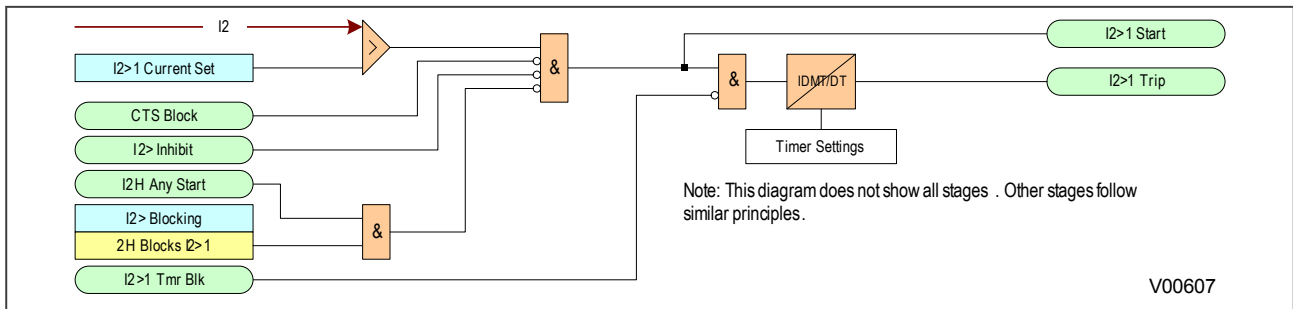 I2
I2>1 Current Set
>
&
I2>1 Start
&
IDMT/DT
I2>1 Trip
CTS Block
I2> Inhibit
Timer Settings
I2H Any Start
I2> Blocking
&
2H Blocks I2>1
I2>1 Tmr Blk
Note: This diagram does not show all stages . Other stages follow
similar principles.
V00607